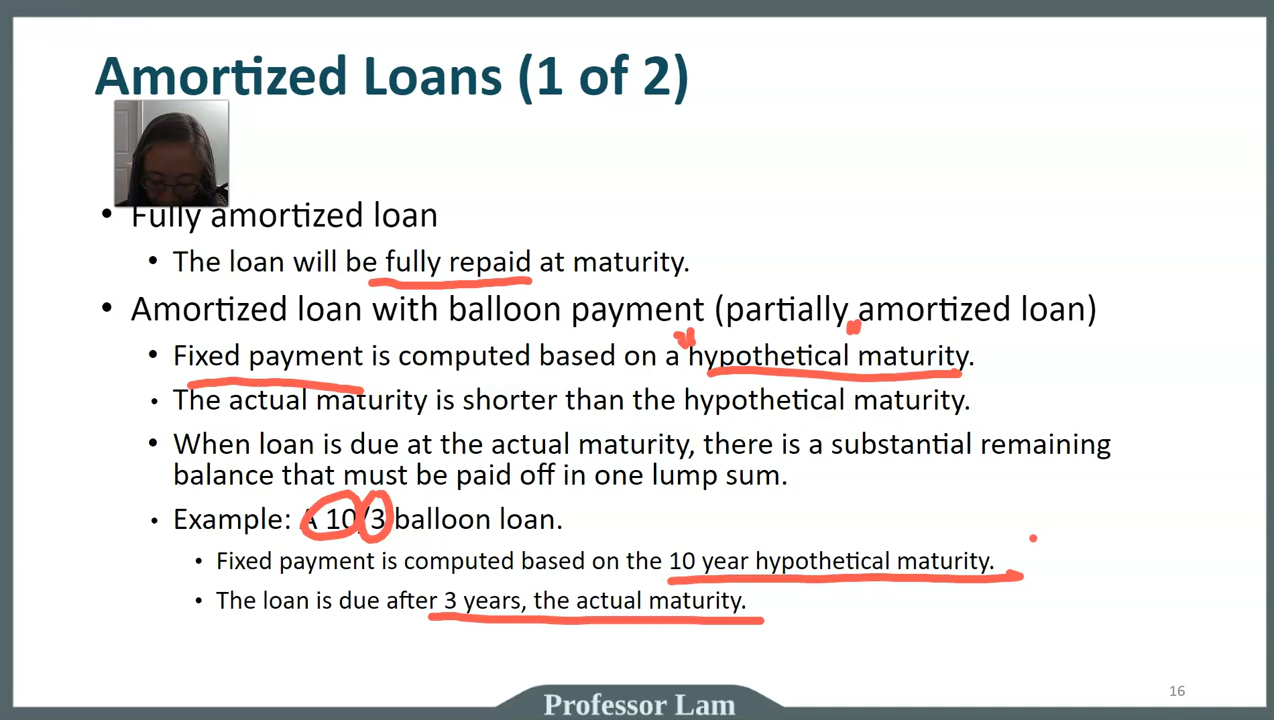 Amortized Loans (1 of 2)
• Fully amortized loan
• The loan will be fully repaid at maturity.
• Amortized loan with balloon payment (partially amortized loan)
• Fixed payment is computed based on a hypothetical maturity.
• The actual maturity is shorter than the hypothetical maturity.
• When loan is due at the actual maturity, there is a substantial remaining
balance that must be paid off in one lump sum.
• Example: A 10/3 balloon loan.
• Fixed payment is computed based on the 10 year hypothetical maturity.
• The loan is due after 3 years, the actual maturity.
16
Professor Lam